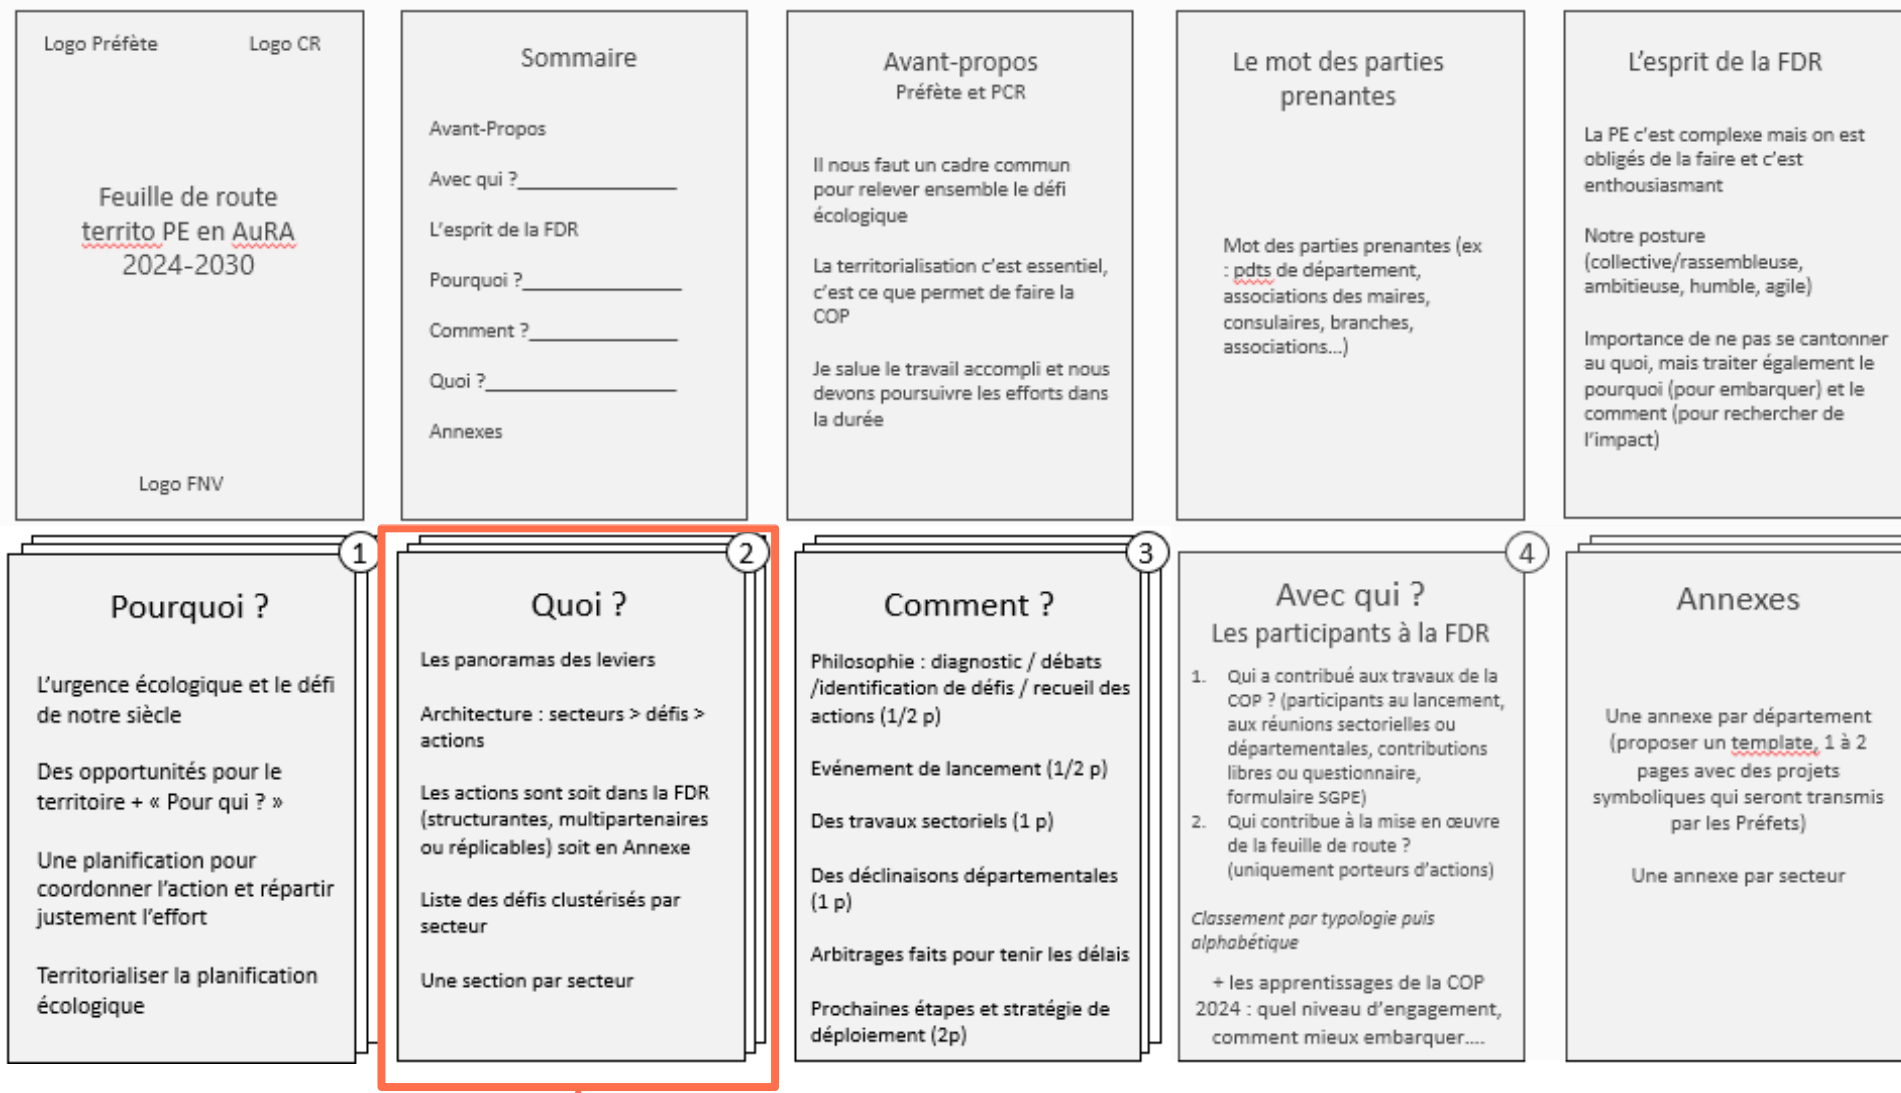 Logo Préfète
Logo CR
Feuille de route
territo PE en AuRA
2024-2030
Logo FNV
Sommaire
Avant-Propos
Avec qui ?
L'esprit de la FDR
Pourquoi ?
Comment ?
Quoi ?
Annexes
Avant-propos
Préfète et PCR
Il nous faut un cadre commun
pour relever ensemble le défi
écologique
La territorialisation c'est essentiel,
c'est ce que permet de faire la
COP
Je salue le travail accompli et nous
devons poursuivre les efforts dans
la durée
Le mot des parties
prenantes
Mot des parties prenantes (ex
: pdts de département,
associations des maires,
consulaires, branches,
associations...)
L'esprit de la FDR
La PE c'est complexe mais on est
obligés de la faire et c'est
enthousiasmant
Notre posture
(collective/rassembleuse,
ambitieuse, humble, agile)
Importance de ne pas se cantonner
au quoi, mais traiter également le
pourquoi (pour embarquer) et le
comment (pour rechercher de
l'impact)
1
Pourquoi ?
L'urgence écologique et le défi
de notre siècle
Des opportunités pour le
territoire + « Pour qui ? »
Une planification pour
coordonner l'action et répartir
justement l'effort
Territorialiser la planification
écologique
2
Quoi ?
Les panoramas des leviers
Architecture : secteurs > défis >
actions
Les actions sont soit dans la FDR
(structurantes, multipartenaires
ou réplicables) soit en Annexe
Liste des défis clustérisés par
secteur
Une section par secteur
3
Comment ?
Philosophie : diagnostic / débats
/identification de défis / recueil des
actions (1/2 p)
Evénement de lancement (1/2 p)
Des travaux sectoriels (1 p)
Des déclinaisons départementales
(1 p)
Arbitrages faits pour tenir les délais
Prochaines étapes et stratégie de
déploiement (2p)
4
Avec qui ?
Les participants à la FDR
1. Qui a contribué aux travaux de la
COP ? (participants au lancement,
aux réunions sectorielles ou
départementales, contributions
libres ou questionnaire,
formulaire SGPE)
2. Qui contribue à la mise en œuvre
de la feuille de route ?
(uniquement porteurs d'actions)
Classement par typologie puis
alphabétique
+ les apprentissages de la COP
2024 : quel niveau d'engagement,
comment mieux embarquer....
Annexes
Une annexe par département
(proposer un template, 1 à 2
pages avec des projets
symboliques qui seront transmis
par les Préfets)
Une annexe par secteur